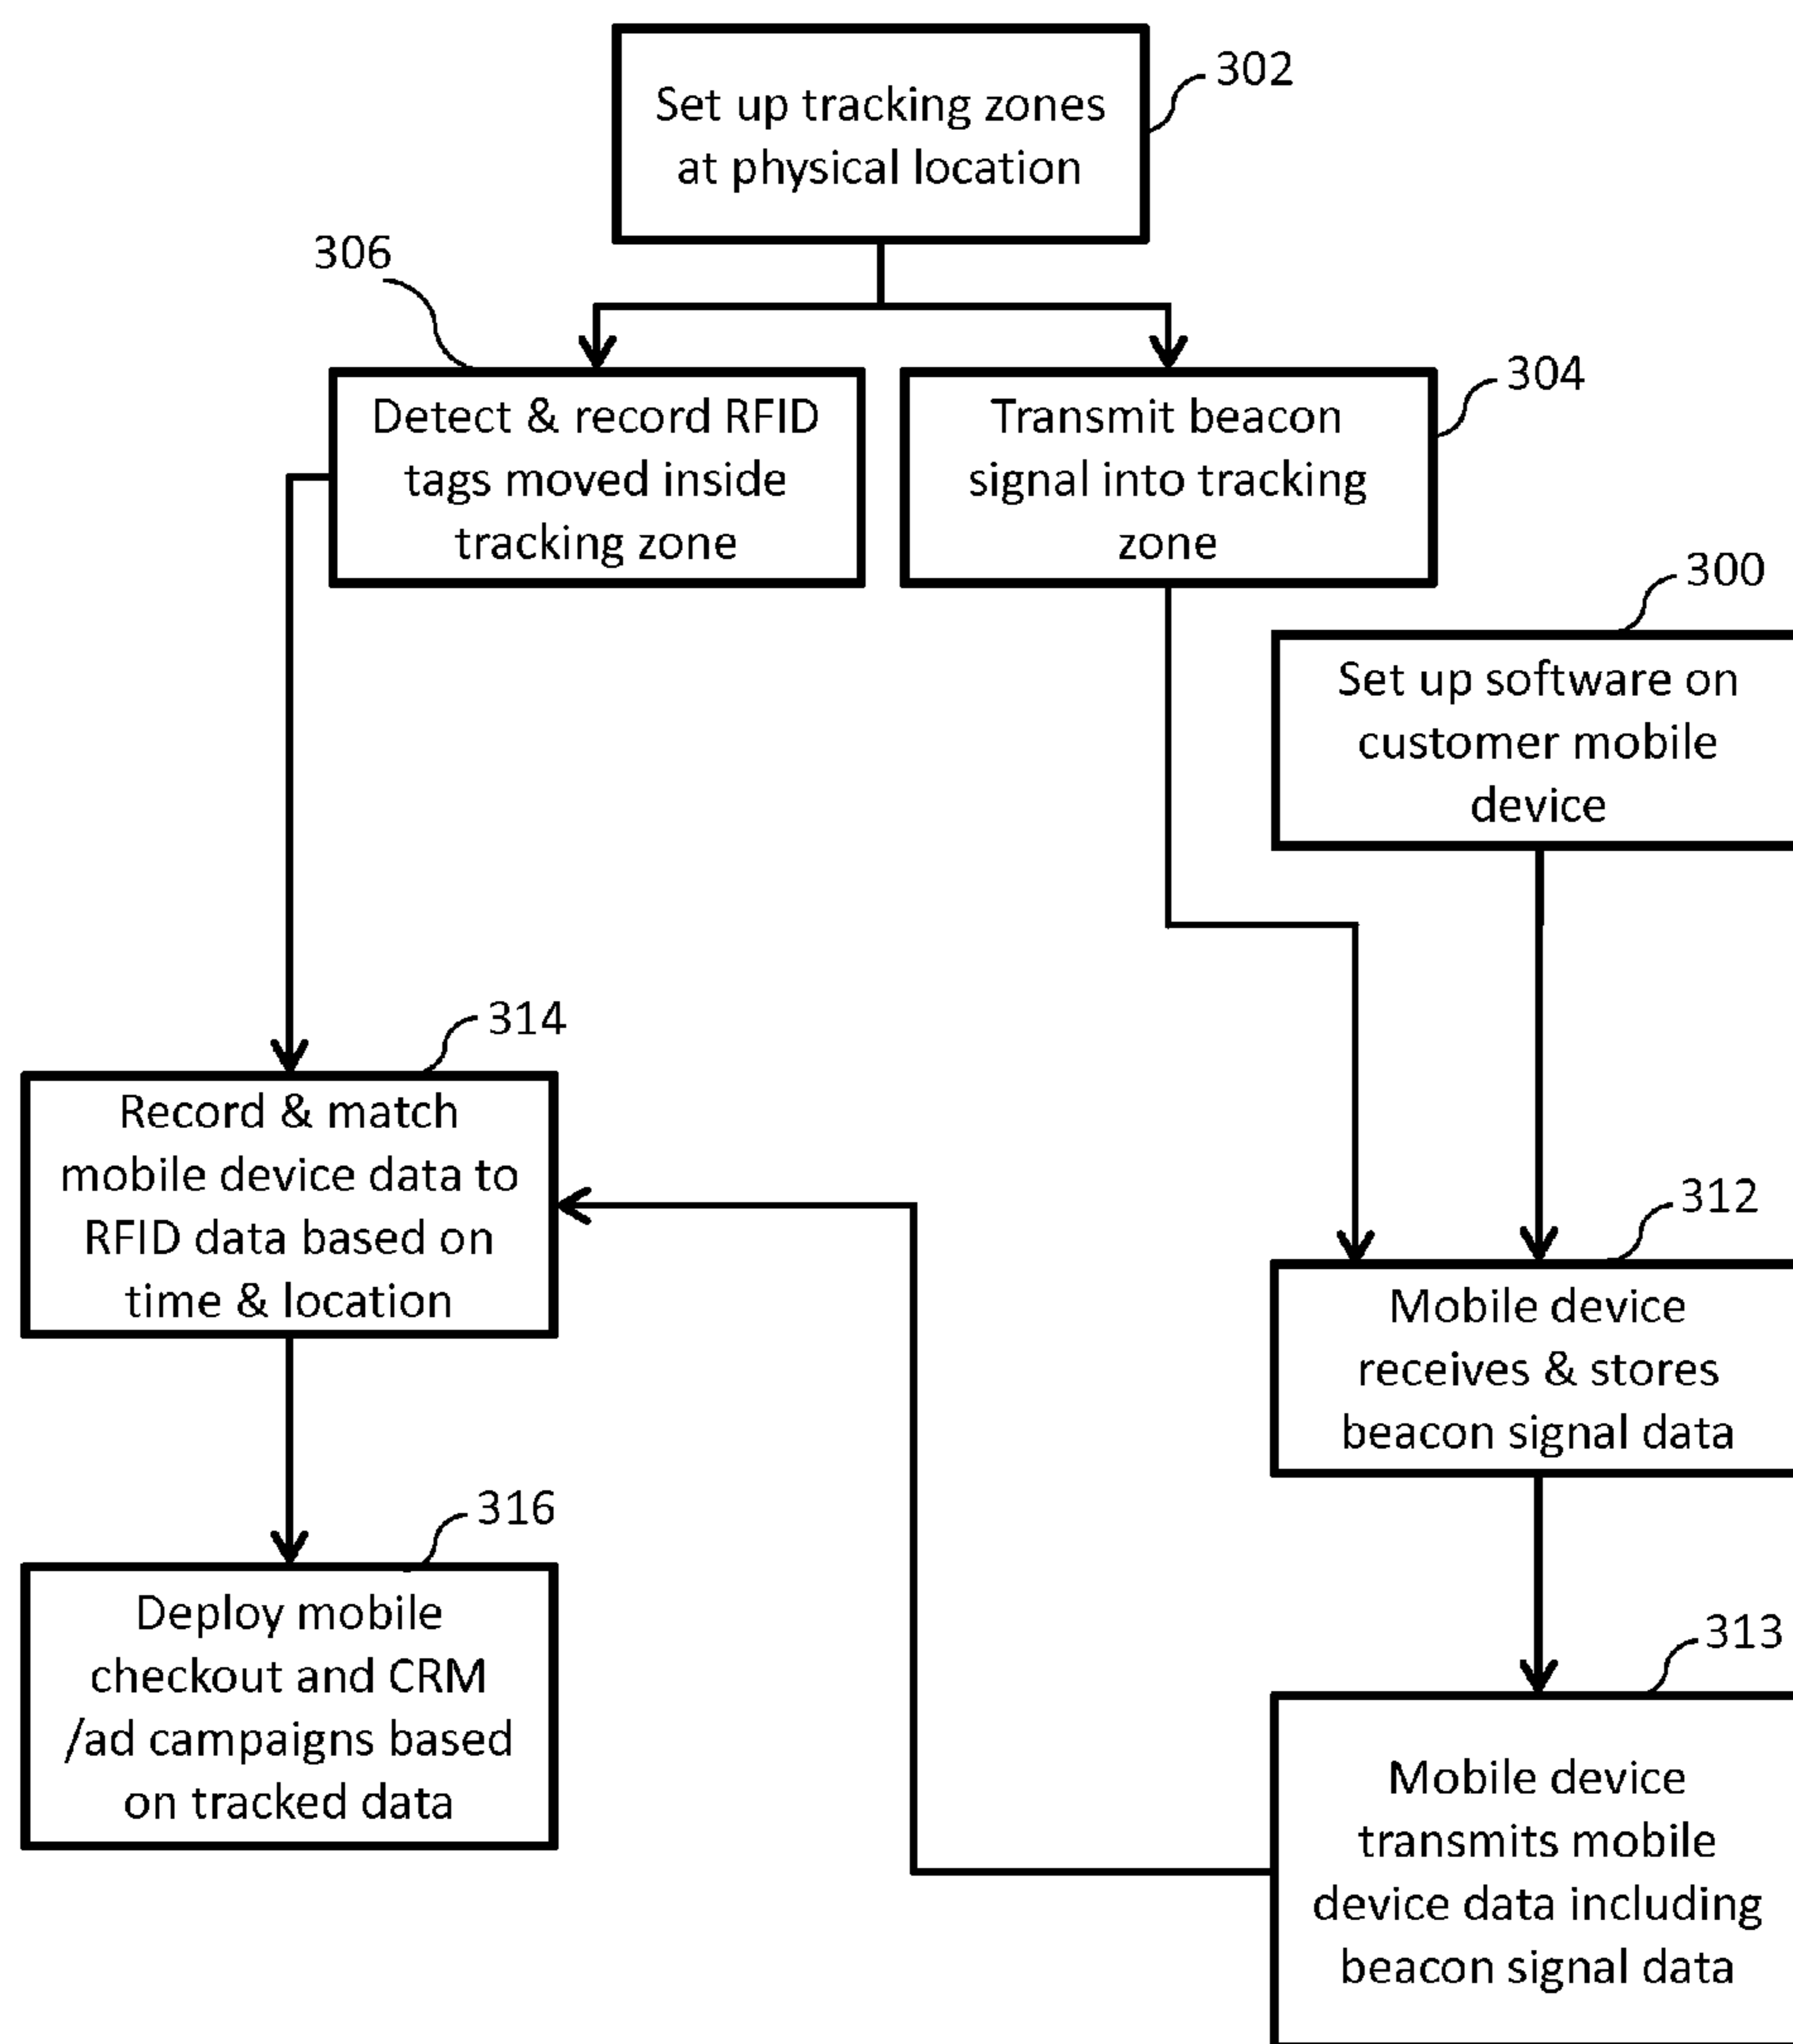 302
Set up tracking zones
at physical location
306
Detect & record RFID
tags moved inside
tracking zone
304
Transmit beacon
signal into tracking
zone
300
Set up software on
customer mobile
device
314
Record & match
mobile device data to
RFID data based on
time & location
312
Mobile device
receives & stores
beacon signal data
316
Deploy mobile
checkout and CRM
/ad campaigns based
on tracked data
313
Mobile device
transmits mobile
device data including
beacon signal data